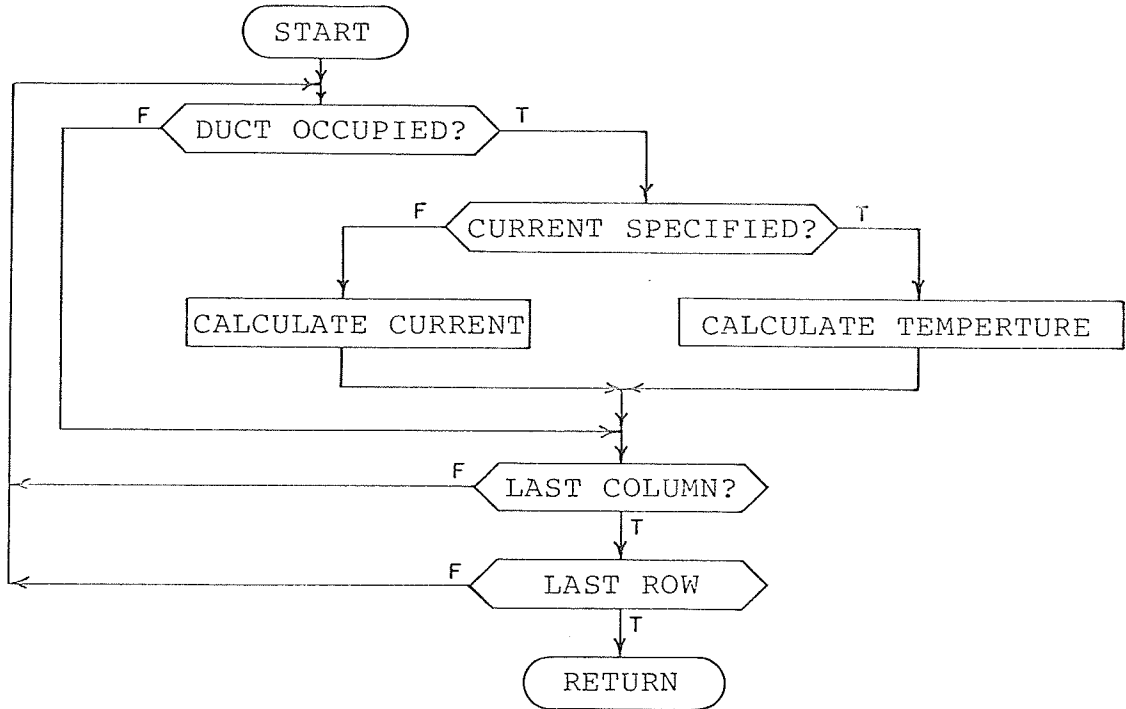 START
F
DUCT OCCUPIED?
T
F
CURRENT SPECIFIED?
T
CALCULATE CURRENT
CALCULATE TEMPERTURE
F
LAST COLUMN?
T
F
LAST ROW
T
RETURN